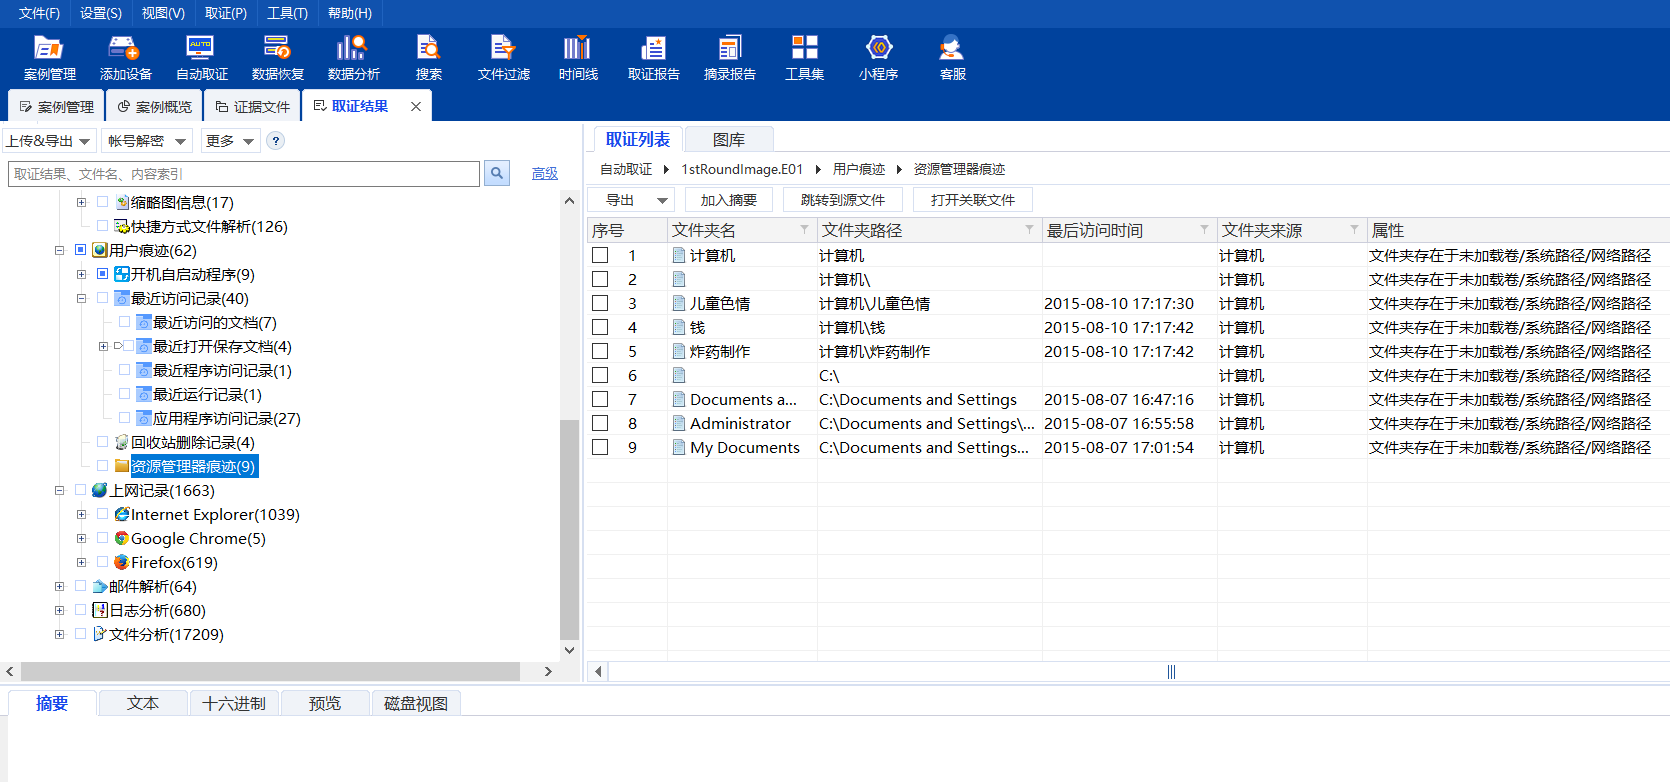 文件(F) 设置(S) 视图(V) 取证(P) 工具(T) 帮助(H)
AUTO
案例管理 添加设备 自动取证 数据恢复 数据分析 搜索 文件过滤 时间线 取证报告 摘录报告 工具集 小程序 客服
案例管理 案例概览 证据文件 取证结果
上传&导出 帐号解密 更多 ?
取证结果、文件名、内容索引 高级
缩略图信息(17)
快捷方式文件解析(126)
用户痕迹(62)
开机自启动程序(9)
最近访问记录(40)
最近访问的文档(7)
最近打开保存文档(4)
最近程序访问记录(1)
最近运行记录(1)
应用程序访问记录(27)
回收站删除记录(4)
资源管理器痕迹(9)
上网记录(1663)
Internet Explorer(1039)
Google Chrome(5)
Firefox(619)
邮件解析(64)
日志分析(680)
文件分析(17209)
取证列表 图库
自动取证 1stRoundImage.E01 用户痕迹 资源管理器痕迹
导出 加入摘要 跳转到源文件 打开关联文件
序号 文件夹名 文件夹路径 最后访问时间 文件夹来源 属性
1 计算机 计算机 计算机 文件夹存在于未加载卷/系统路径/网络路径
2 计算机\ 计算机 文件夹存在于未加载卷/系统路径/网络路径
3 儿童色情 计算机\儿童色情 2015-08-10 17:17:30 计算机 文件夹存在于未加载卷/系统路径/网络路径
4 钱 计算机\钱 2015-08-10 17:17:42 计算机 文件夹存在于未加载卷/系统路径/网络路径
5 炸药制作 计算机\炸药制作 2015-08-10 17:17:42 计算机 文件夹存在于未加载卷/系统路径/网络路径
6 C:\ 计算机 文件夹存在于未加载卷/系统路径/网络路径
7 Documents a... C:\Documents and Settings 2015-08-07 16:47:16 计算机 文件夹存在于未加载卷/系统路径/网络路径
8 Administrator C:\Documents and Settings\... 2015-08-07 16:55:58 计算机 文件夹存在于未加载卷/系统路径/网络路径
9 My Documents C:\Documents and Settings... 2015-08-07 17:01:54 计算机 文件夹存在于未加载卷/系统路径/网络路径
摘要 文本 十六进制 预览 磁盘视图